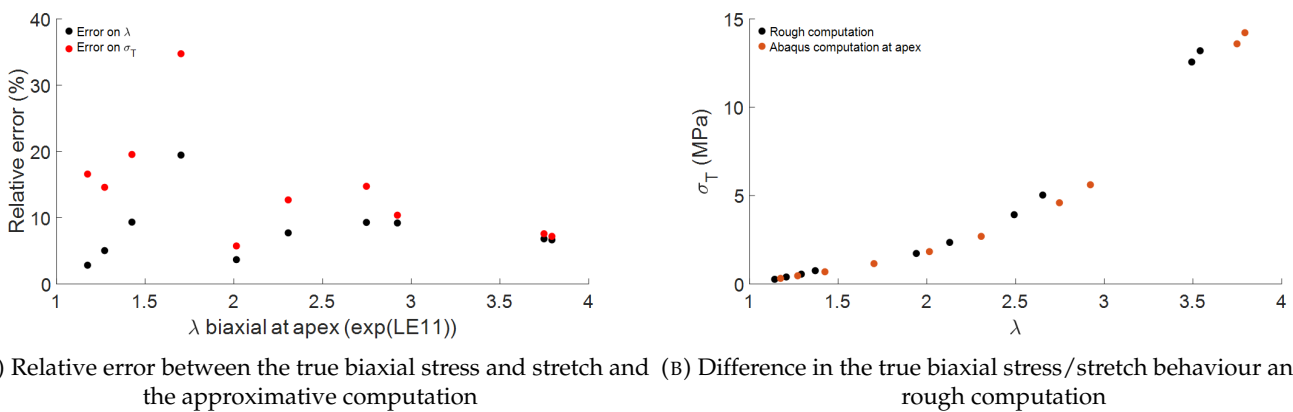 40
30
20
10
0
Relative error (%)
Error on λ
Error on σT
1
1.5
2
2.5
3
3.5
4
λ biaxial at apex (exp(LE11))
15
10
5
0
σT (MPa)
Rough computation
Abaqus computation at apex
1
1.5
2
2.5
3
3.5
4
λ
) Relative error between the true biaxial stress and stretch and
the approximative computation
(B) Difference in the true biaxial stress/stretch behaviour an
rough computation